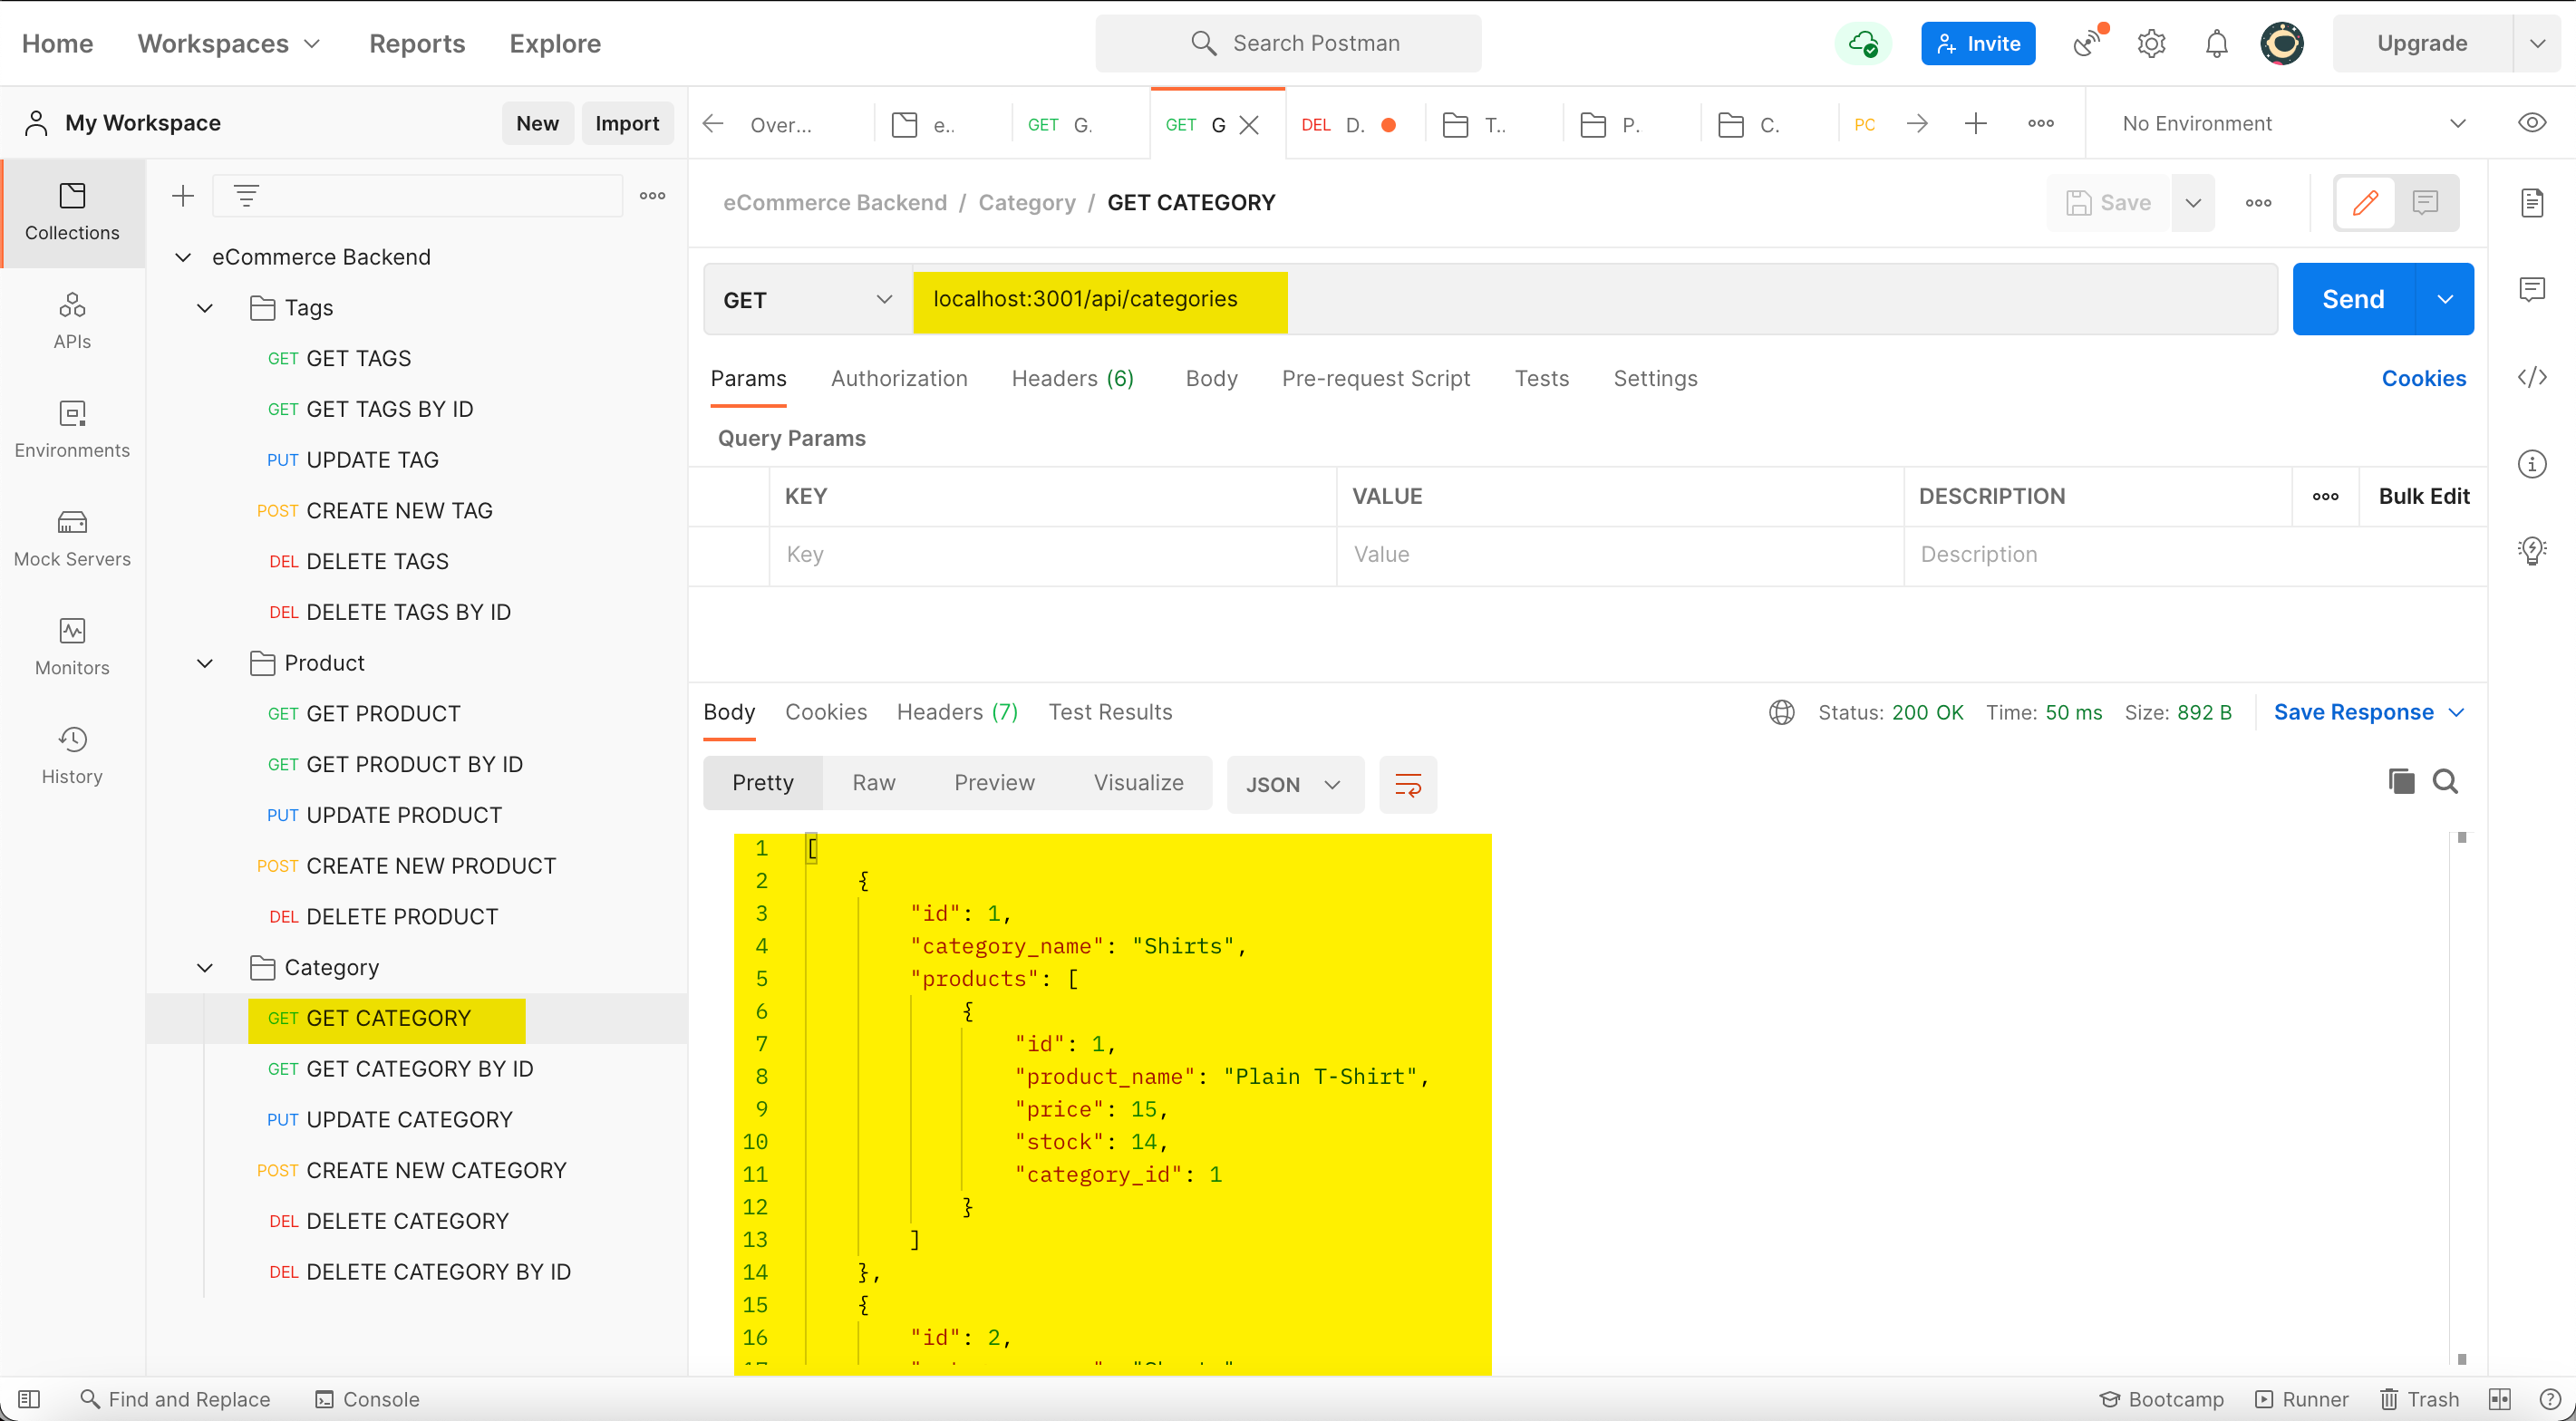 Home Workspaces Reports Explore Search Postman Invite Upgrade
My Workspace New Import
Over... e.. GET G. GET G DEL D. T.. P. C. PC No Environment
Collections
APIs
Environments
Mock Servers
Monitors
History
eCommerce Backend
Tags
GET GET TAGS
GET GET TAGS BY ID
PUT UPDATE TAG
POST CREATE NEW TAG
DEL DELETE TAGS
DEL DELETE TAGS BY ID
Product
GET GET PRODUCT
GET GET PRODUCT BY ID
PUT UPDATE PRODUCT
POST CREATE NEW PRODUCT
DEL DELETE PRODUCT
Category
GET GET CATEGORY
GET GET CATEGORY BY ID
PUT UPDATE CATEGORY
POST CREATE NEW CATEGORY
DEL DELETE CATEGORY
DEL DELETE CATEGORY BY ID
eCommerce Backend / Category / GET CATEGORY Save
GET localhost:3001/api/categories Send
Params Authorization Headers (6) Body Pre-request Script Tests Settings Cookies
Query Params
KEY VALUE DESCRIPTION Bulk Edit
Key Value Description
Body Cookies Headers (7) Test Results Status: 200 OK Time: 50 ms Size: 892 B Save Response
Pretty Raw Preview Visualize JSON
1 [
2 {
3 "id": 1,
4 "category_name": "Shirts",
5 "products": [
6 {
7 "id": 1,
8 "product_name": "Plain T-Shirt",
9 "price": 15,
10 "stock": 14,
11 "category_id": 1
12 }
13 ]
14 },
15 {
16 "id": 2,
Find and Replace Console Bootcamp Runner Trash